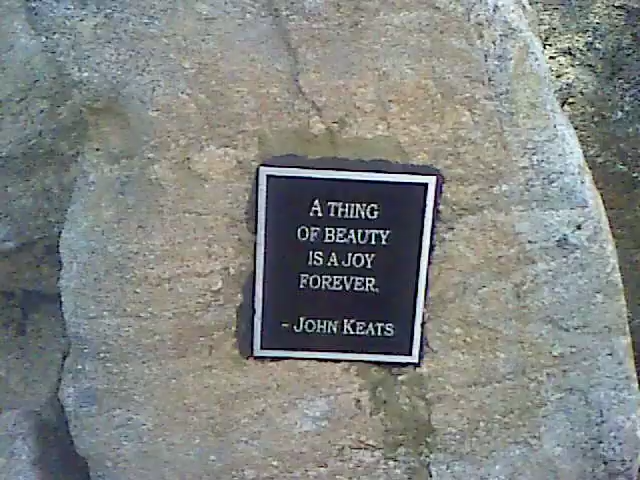 A THING
OF BEAUTY
IS A JOY
FOREVER.
- JOHN KEATS